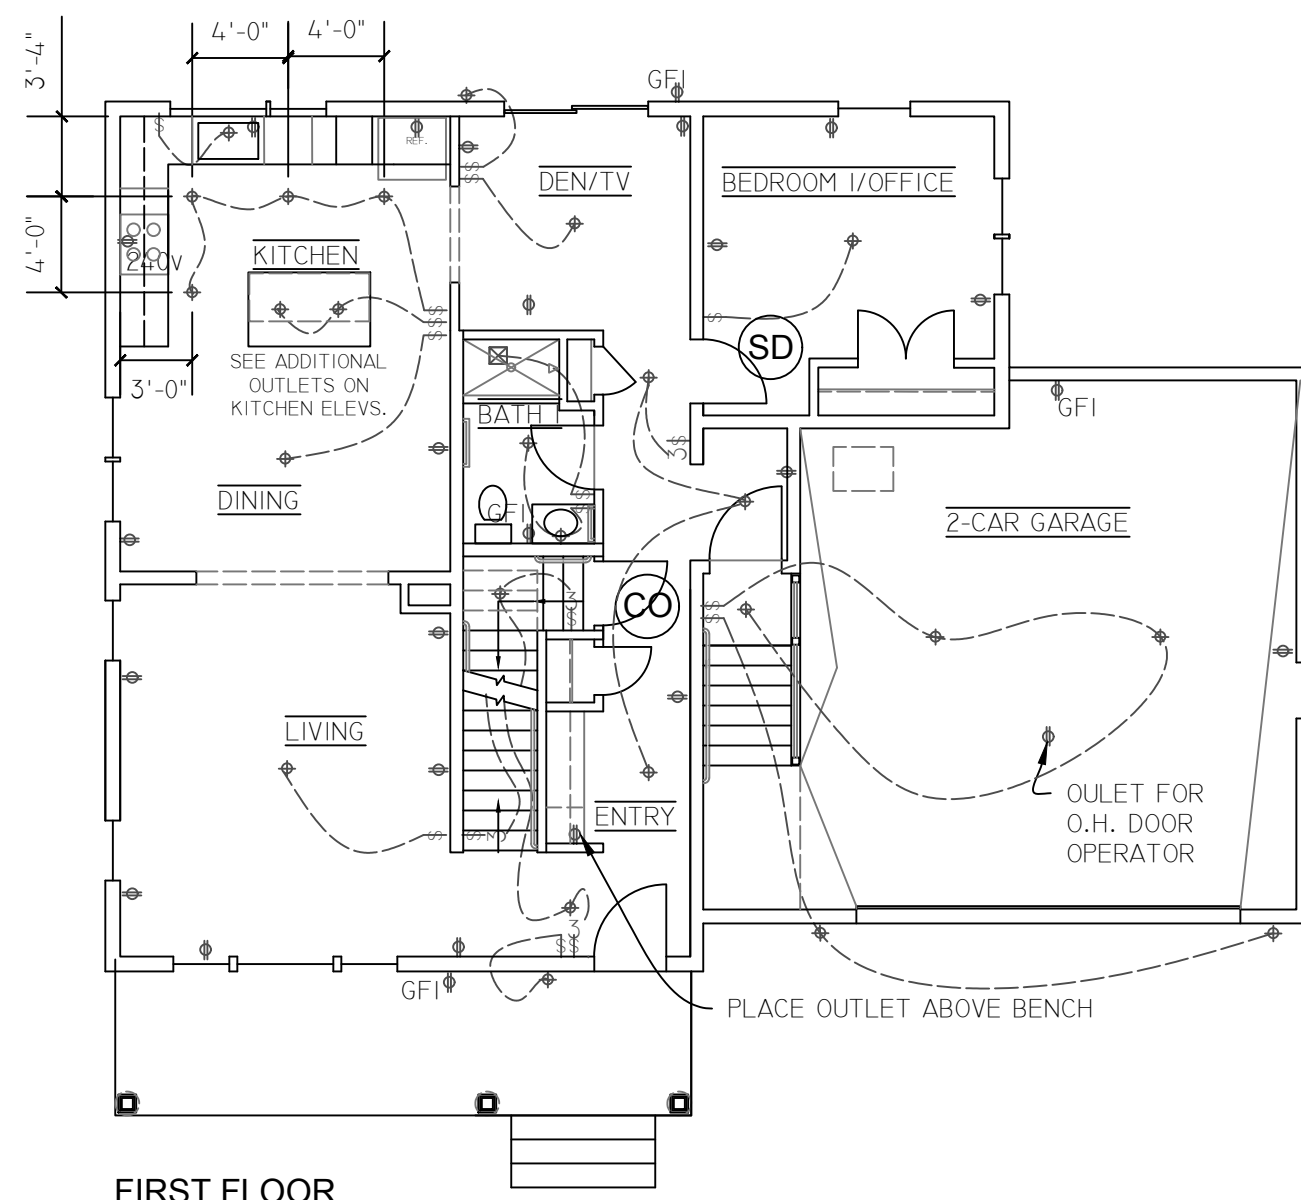 4'-0" 4'-0"
3'-4"
GFI
REF.
DEN/TV
BEDROOM 1/OFFICE
4'-0"
KITCHEN
240V
SD
SEE ADDITIONAL
OUTLETS ON
KITCHEN ELEVS.
3'-0"
GFI
BATH 1
3$
DINING
GFI
2-CAR GARAGE
CO
LIVING
OULET FOR
O.H. DOOR
OPERATOR
ENTRY
GFI
PLACE OUTLET ABOVE BENCH
FIRST FLOOR